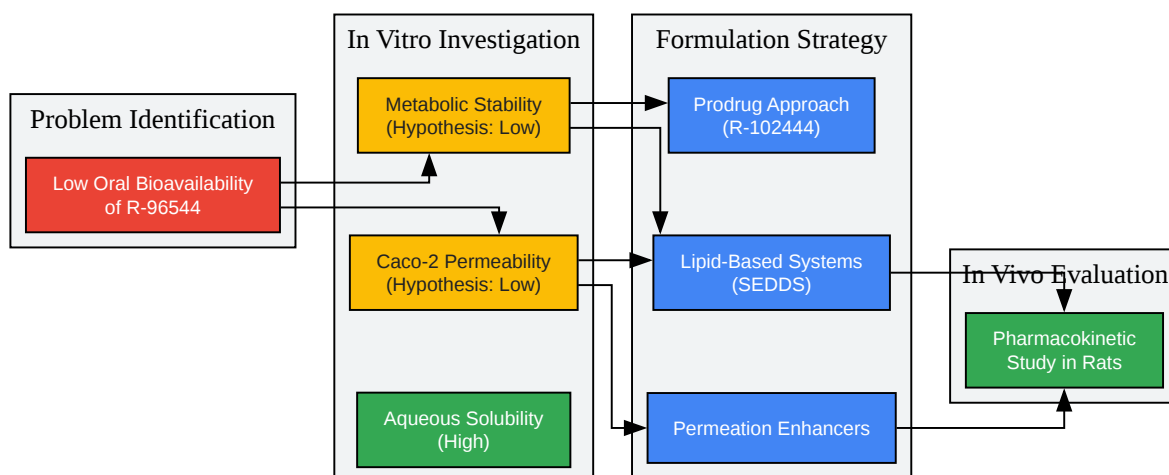 Problem Identification
Low Oral Bioavailability
of R-96544
In Vitro Investigation
Metabolic Stability
(Hypothesis: Low)
Caco-2 Permeability
(Hypothesis: Low)
Aqueous Solubility
(High)
Formulation Strategy
Prodrug Approach
(R-102444)
Lipid-Based Systems
(SEDDS)
Permeation Enhancers
In Vivo Evaluation
Pharmacokinetic
Study in Rats